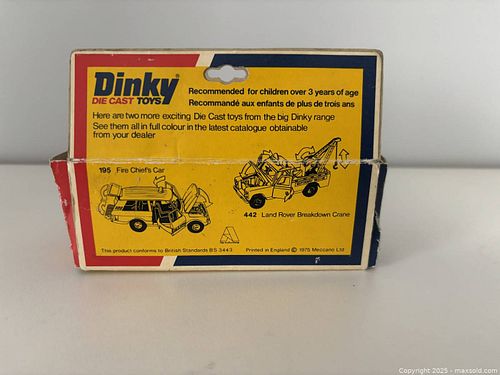 Dinky
DIE CAST TOYS
Recommended for children over 3 years of age
Recommandé aux enfants de plus de trois ans
Here are two more exciting Die Cast toys from the big Dinky range
See them all in full colour in the latest catalogue obtainable
from your dealer
195 Fire Chief's Car
442 Land Rover Breakdown Crane
This product conforms to British Standards BS 3443
Printed in England © 1975 Meccano Ltd
Copyright 2025 - maxsold.com